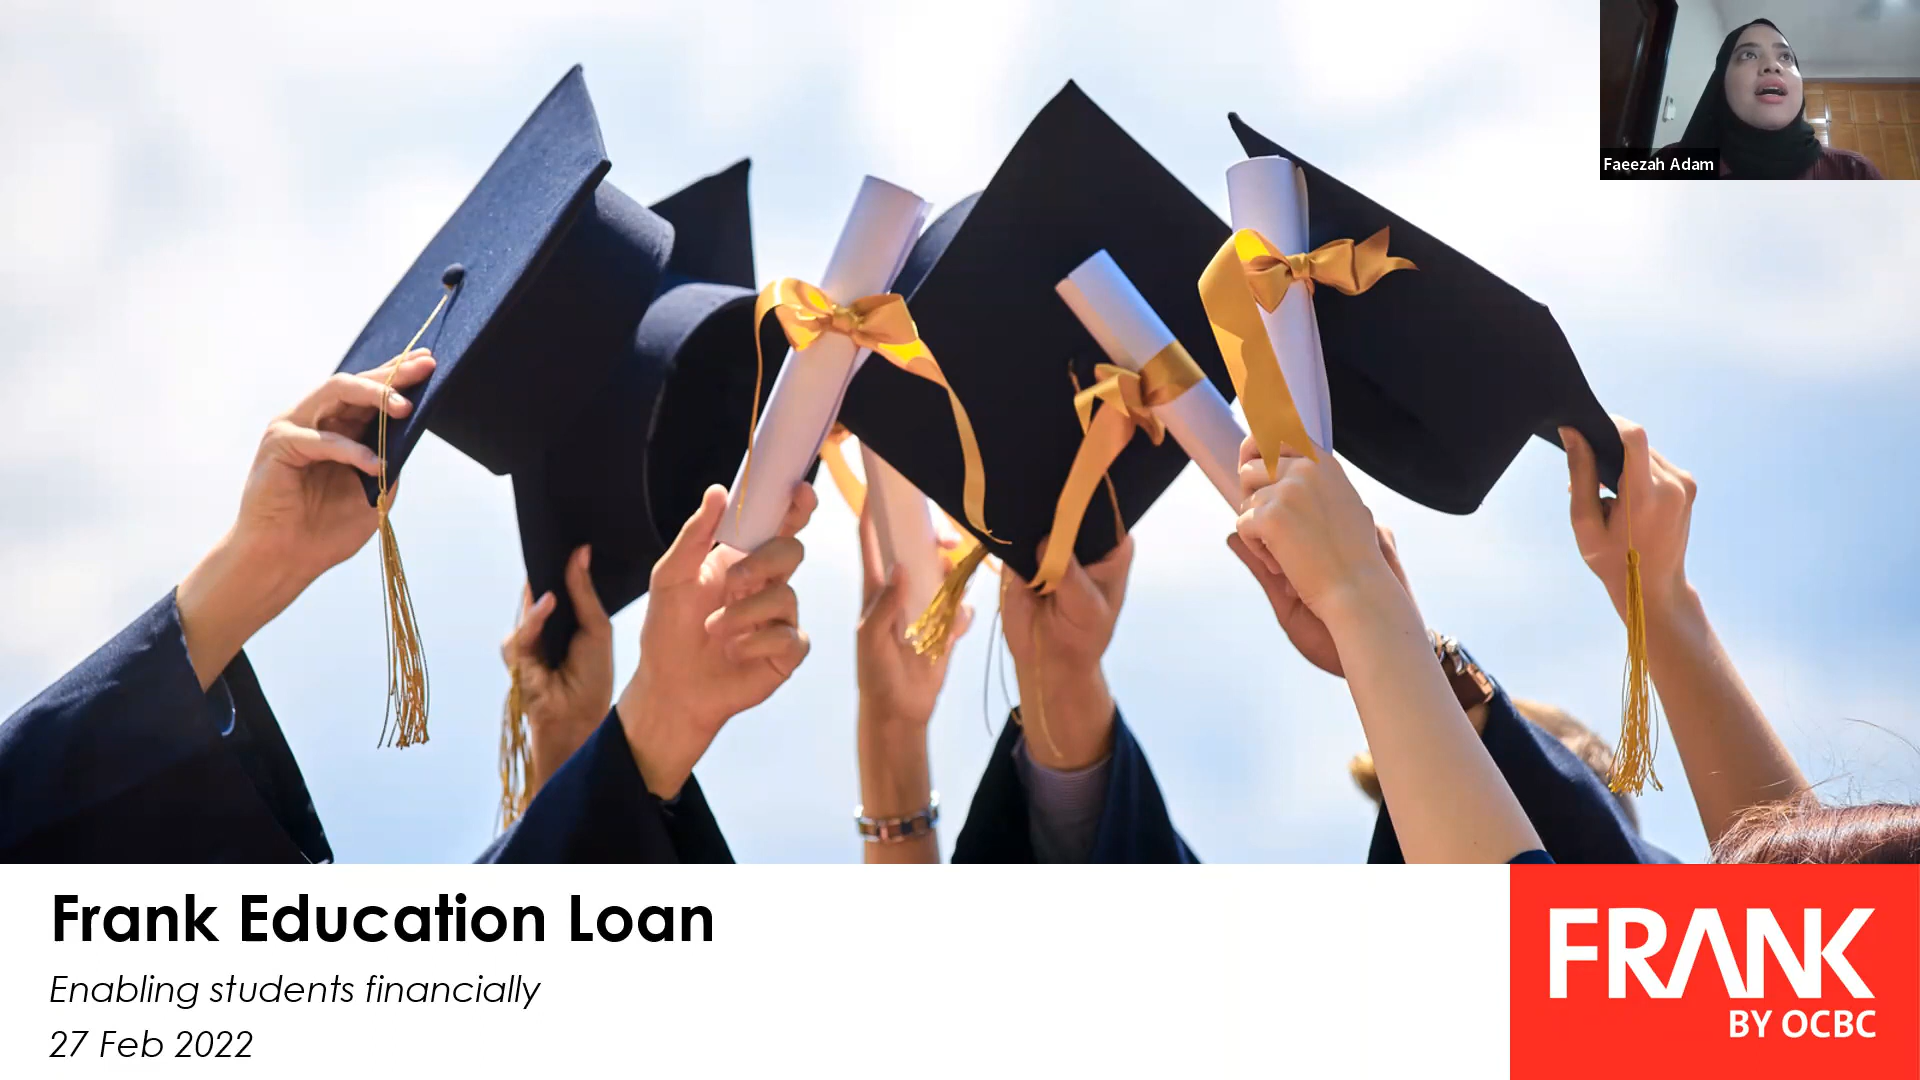 Faeezah Adam
Frank Education Loan
Enabling students financially
27 Feb 2022
FRANK
BY OCBC